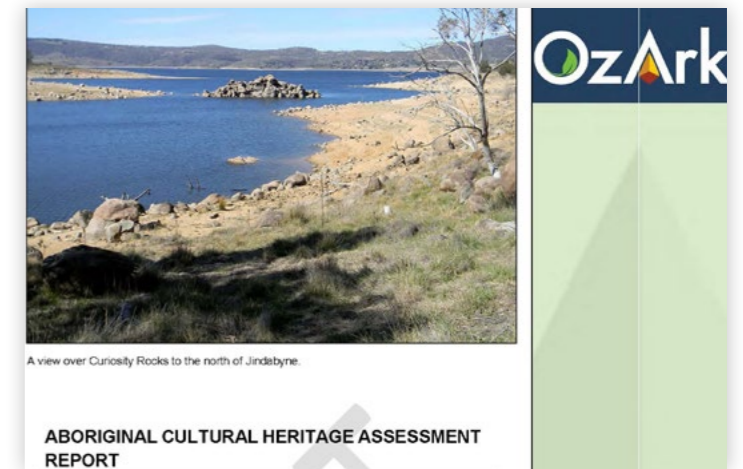 OzArk
A view over Curiosity Rocks to the north of Jindabyne.
ABORIGINAL CULTURAL HERITAGE ASSESSMENT
REPORT